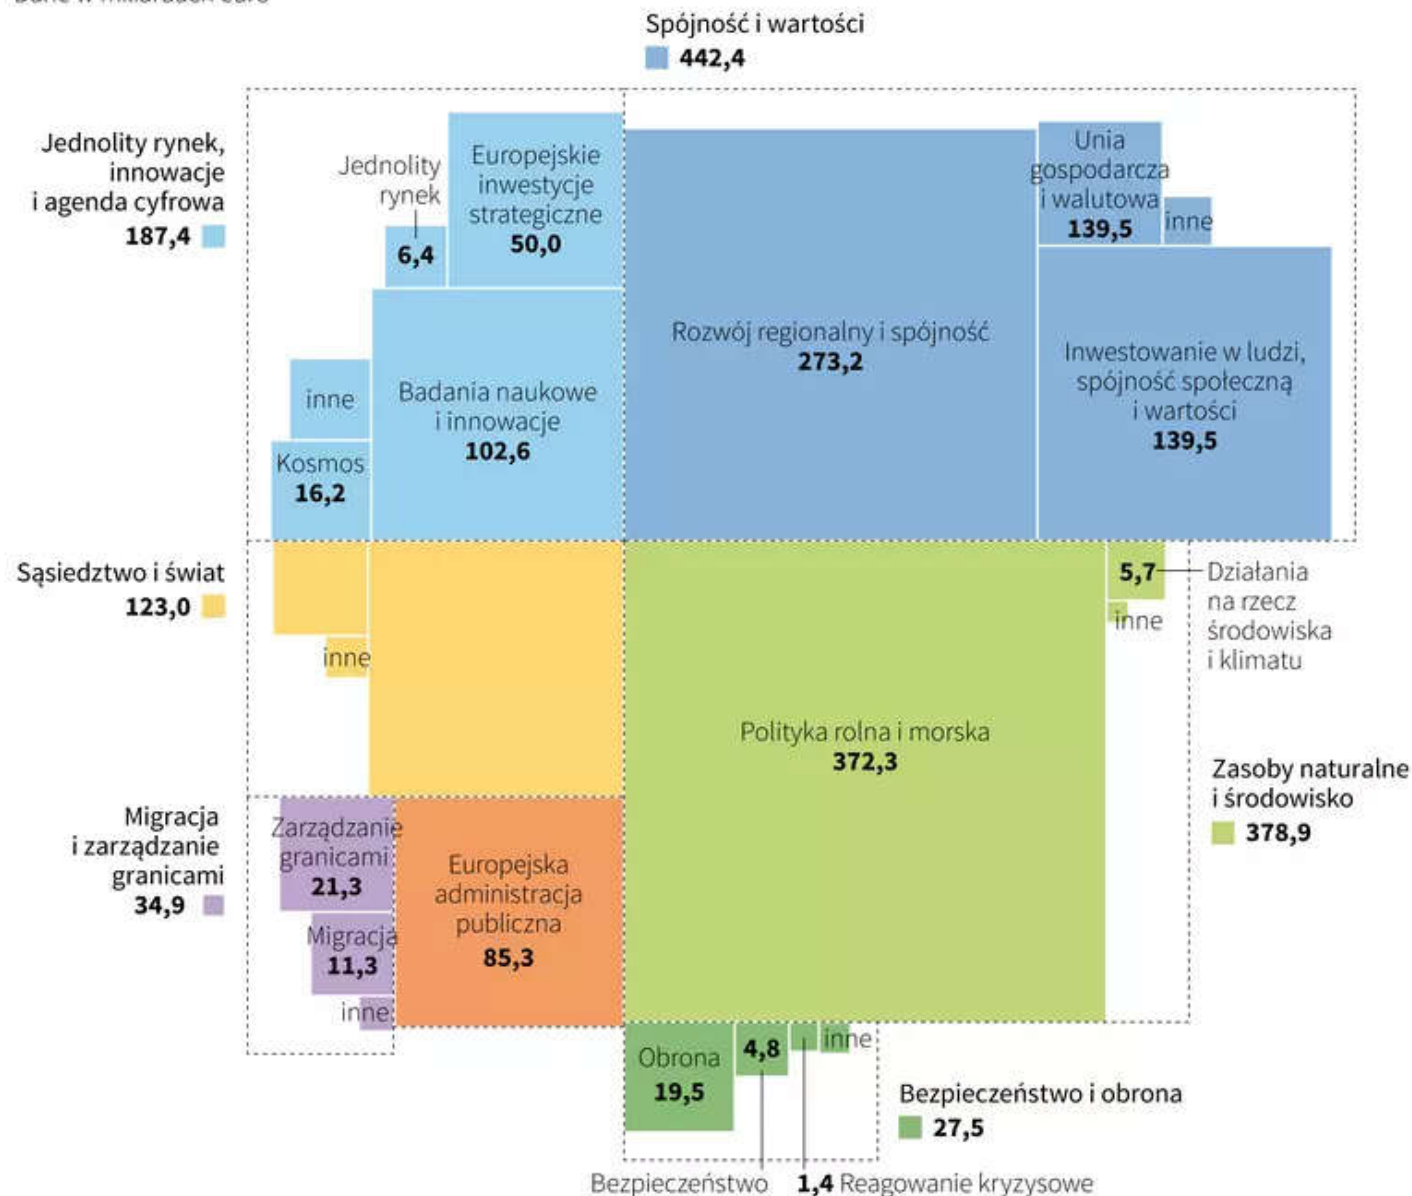 Dane w miliardach euro
Spójność i wartości
442,4
Jednolity rynek,
innowacje
i agenda cyfrowa
187,4
Jednolity
rynek
6,4
Europejskie
inwestycje
strategiczne
50,0
inne
Kosmos
16,2
Badania naukowe
i innowacje
102,6
Rozwój regionalny i spójność
273,2
Unia
gospodarcza
i walutowa
139,5
inne
Inwestowanie w ludzi,
spójność społeczną
i wartości
139,5
Sąsiedztwo i świat
123,0
inne
5,7
Działania
na rzecz
środowiska
i klimatu
inne
Polityka rolna i morska
372,3
Zasoby naturalne
i środowisko
378,9
Migracja
i zarządzanie
granicami
34,9
Zarządzanie
granicami
21,3
Migracja
11,3
inne
Europejska
administracja
publiczna
85,3
Obrona
19,5
4,8
inne
Bezpieczeństwo i obrona
27,5
Bezpieczeństwo
1,4 Reagowanie kryzysowe